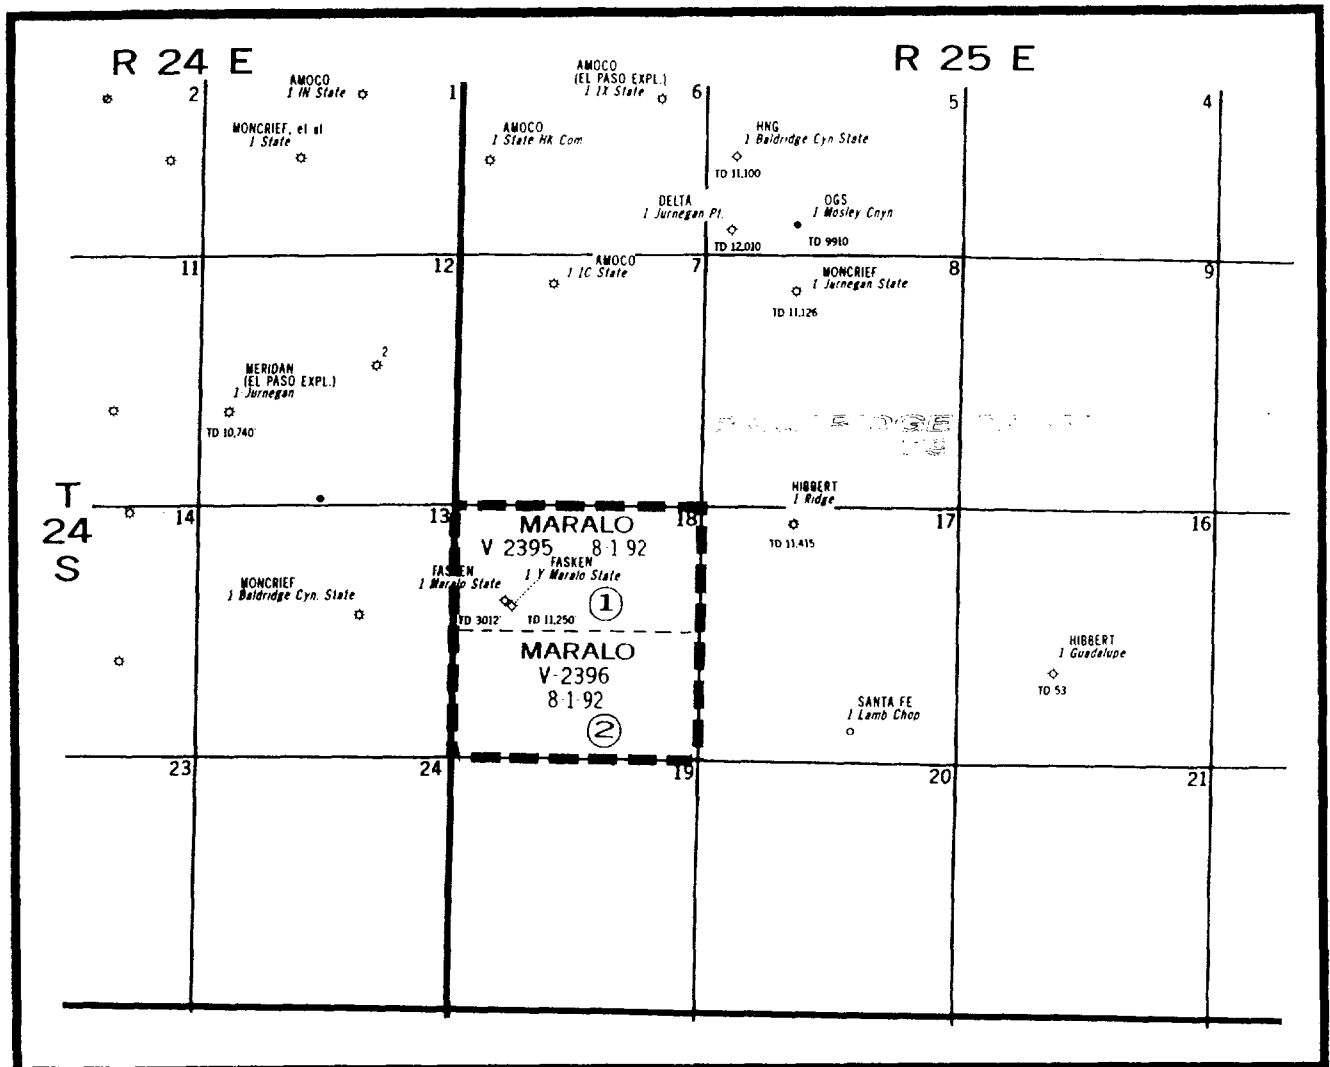 R 24 E
R 25 E
AMOCO
1 IN State
2
1
AMOCO
(EL PASO EXPL.)
1 IX State
6
5
4
MONCRIEF, et al
1 State
AMOCO
1 State HK Com
HNG
1 Baldridge Cyn State
TD 11,100
DELTA
1 Jurnegan Pt.
TD 12,010
OGS
1 Mosley Cnyn
TD 9910
11
12
7
8
9
AMOCO
1 IC State
MONCRIEF
1 Jurnegan State
TD 11,126
2
MERIDAN
(EL PASO EXPL.)
1 Jurnegan
TD 10,740'
T
24
S
14
13
18
17
16
HIBBERT
1 Ridge
TD 11,415
MARALO
V 2395 8-1-92
FASKEN
1 Maralo State
FASKEN
1 Y Maralo State
TD 3012'
TD 11,250'
1
MONCRIEF
1 Baldridge Cyn. State
MARALO
V-2396
8-1-92
2
HIBBERT
1 Guadalupe
TD 53
SANTA FE
1 Lamb Chop
23
24
19
20
21